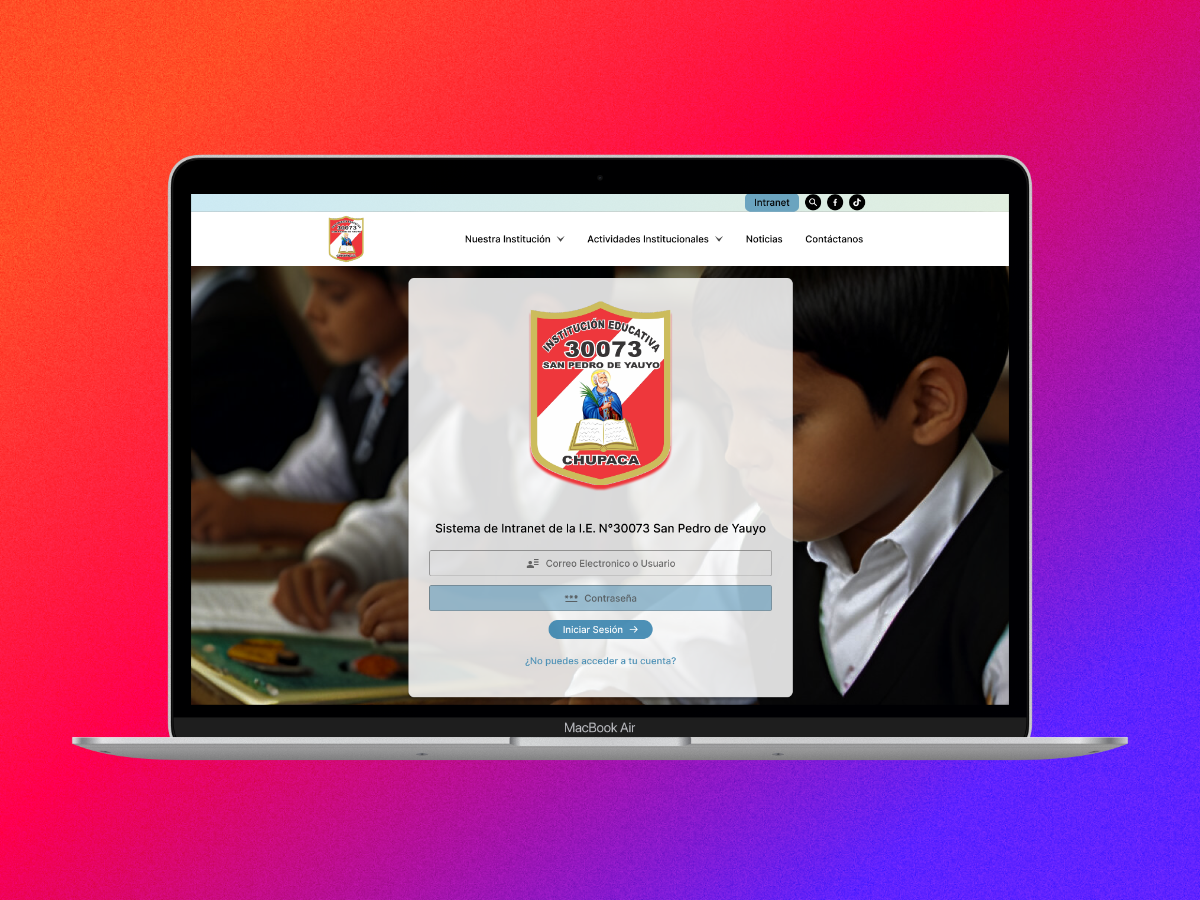 Intranet
30073
Nuestra Institución
Actividades Institucionales
Noticias
Contáctanos
INSTITUCIÓN EDUCATIVA
30073
SAN PEDRO DE YAUYO
CHUPACA
Sistema de Intranet de la I.E. N°30073 San Pedro de Yauyo
Correo Electronico o Usuario
Contraseña
Iniciar Sesión
¿No puedes acceder a tu cuenta?
MacBook Air